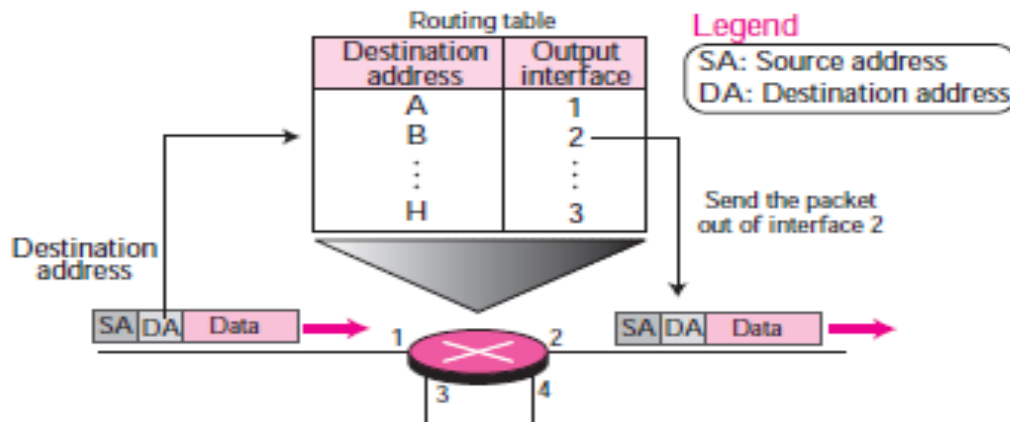 Routing table
Destination address
Output interface
A 1
B 2
⋮ ⋮
H 3
Legend
SA: Source address
DA: Destination address
Send the packet
out of interface 2
Destination
address
SA DA Data
1
2
3
4
SA DA Data